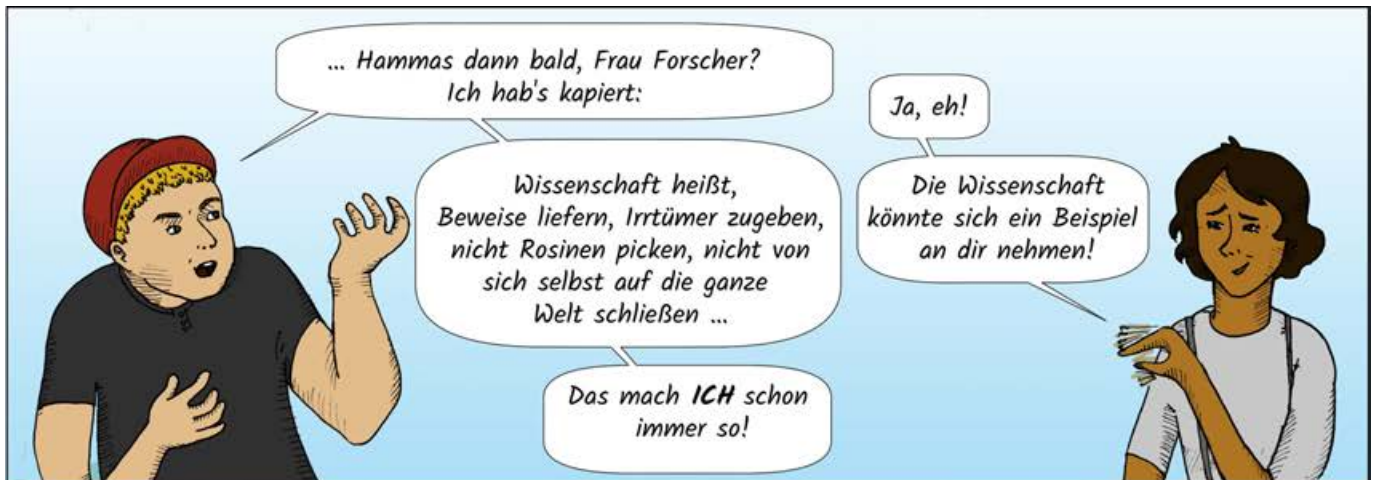 ... Hammas dann bald, Frau Forscher?
Ich hab's kapiert:
Wissenschaft heißt,
Beweise liefern, Irrtümer zugeben,
nicht Rosinen picken, nicht von
sich selbst auf die ganze
Welt schließen ...
Das mach ICH schon
immer so!
Ja, eh!
Die Wissenschaft
könnte sich ein Beispiel
an dir nehmen!